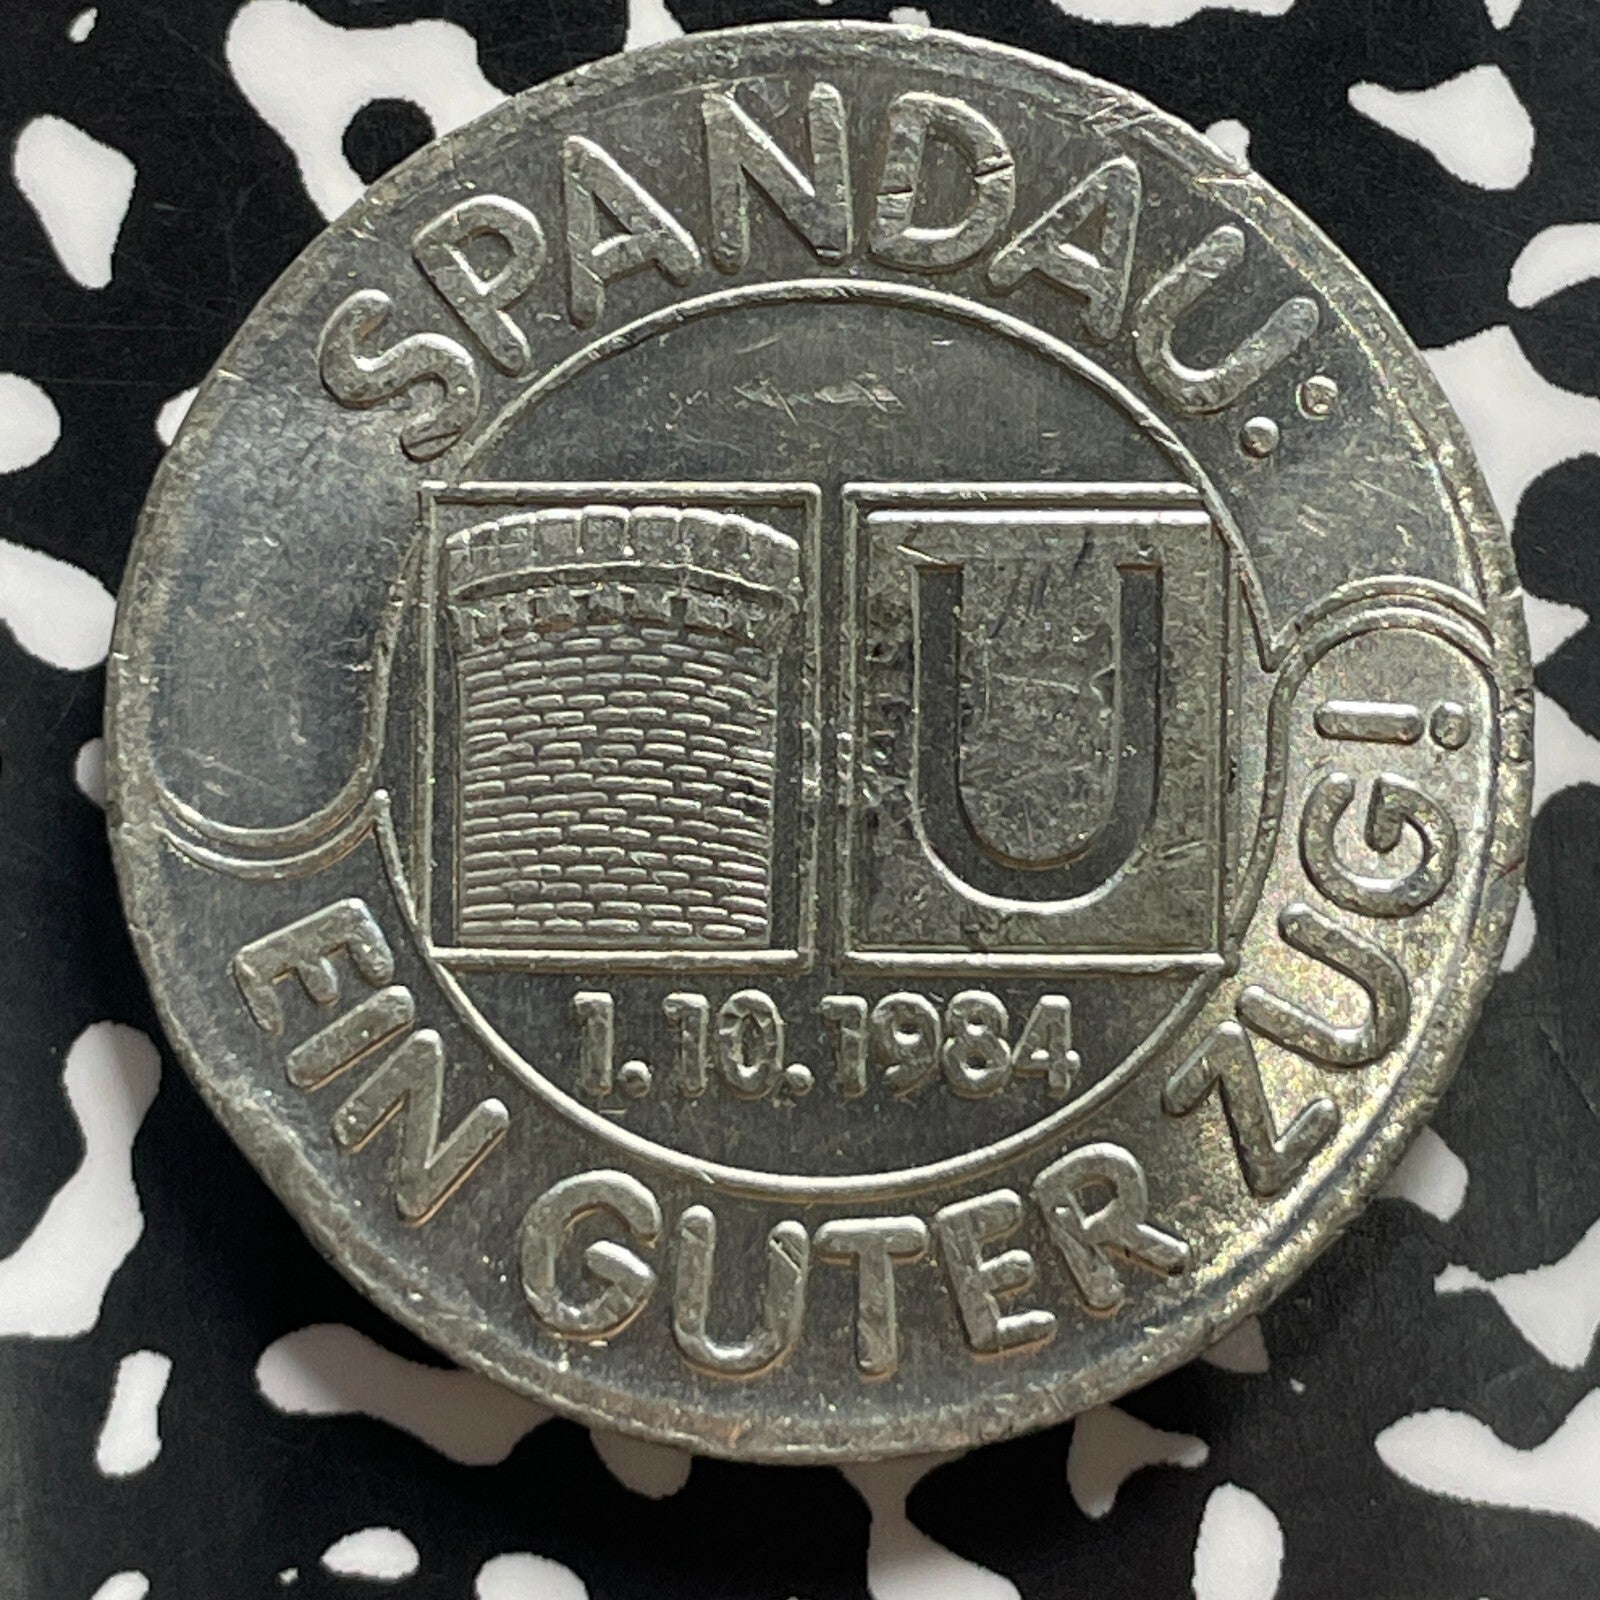 SPANDAU:
U
1.10.1984
EIN GUTER ZUG!